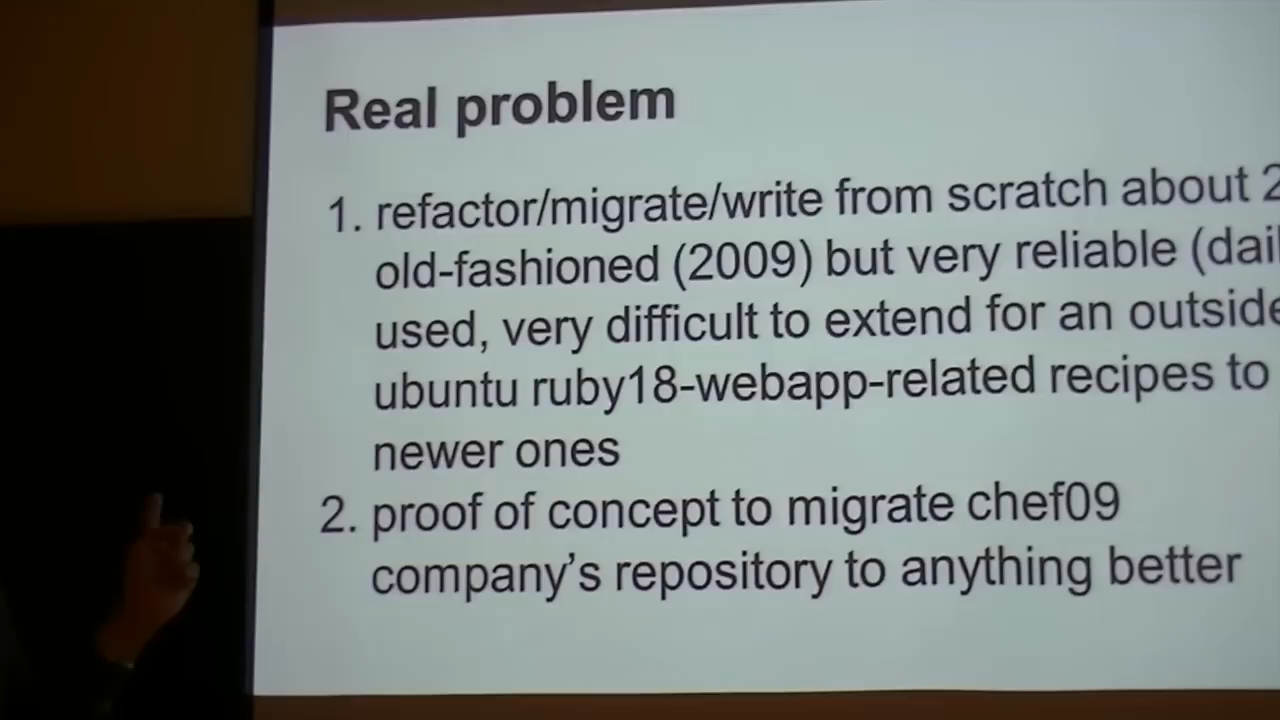 Real problem
1. refactor/migrate/write from scratch about
old-fashioned (2009) but very reliable
used, very difficult to extend for an
ubuntu ruby18-webapp-related recipes to
newer ones
2. proof of concept to migrate chef09
company's repository to anything better